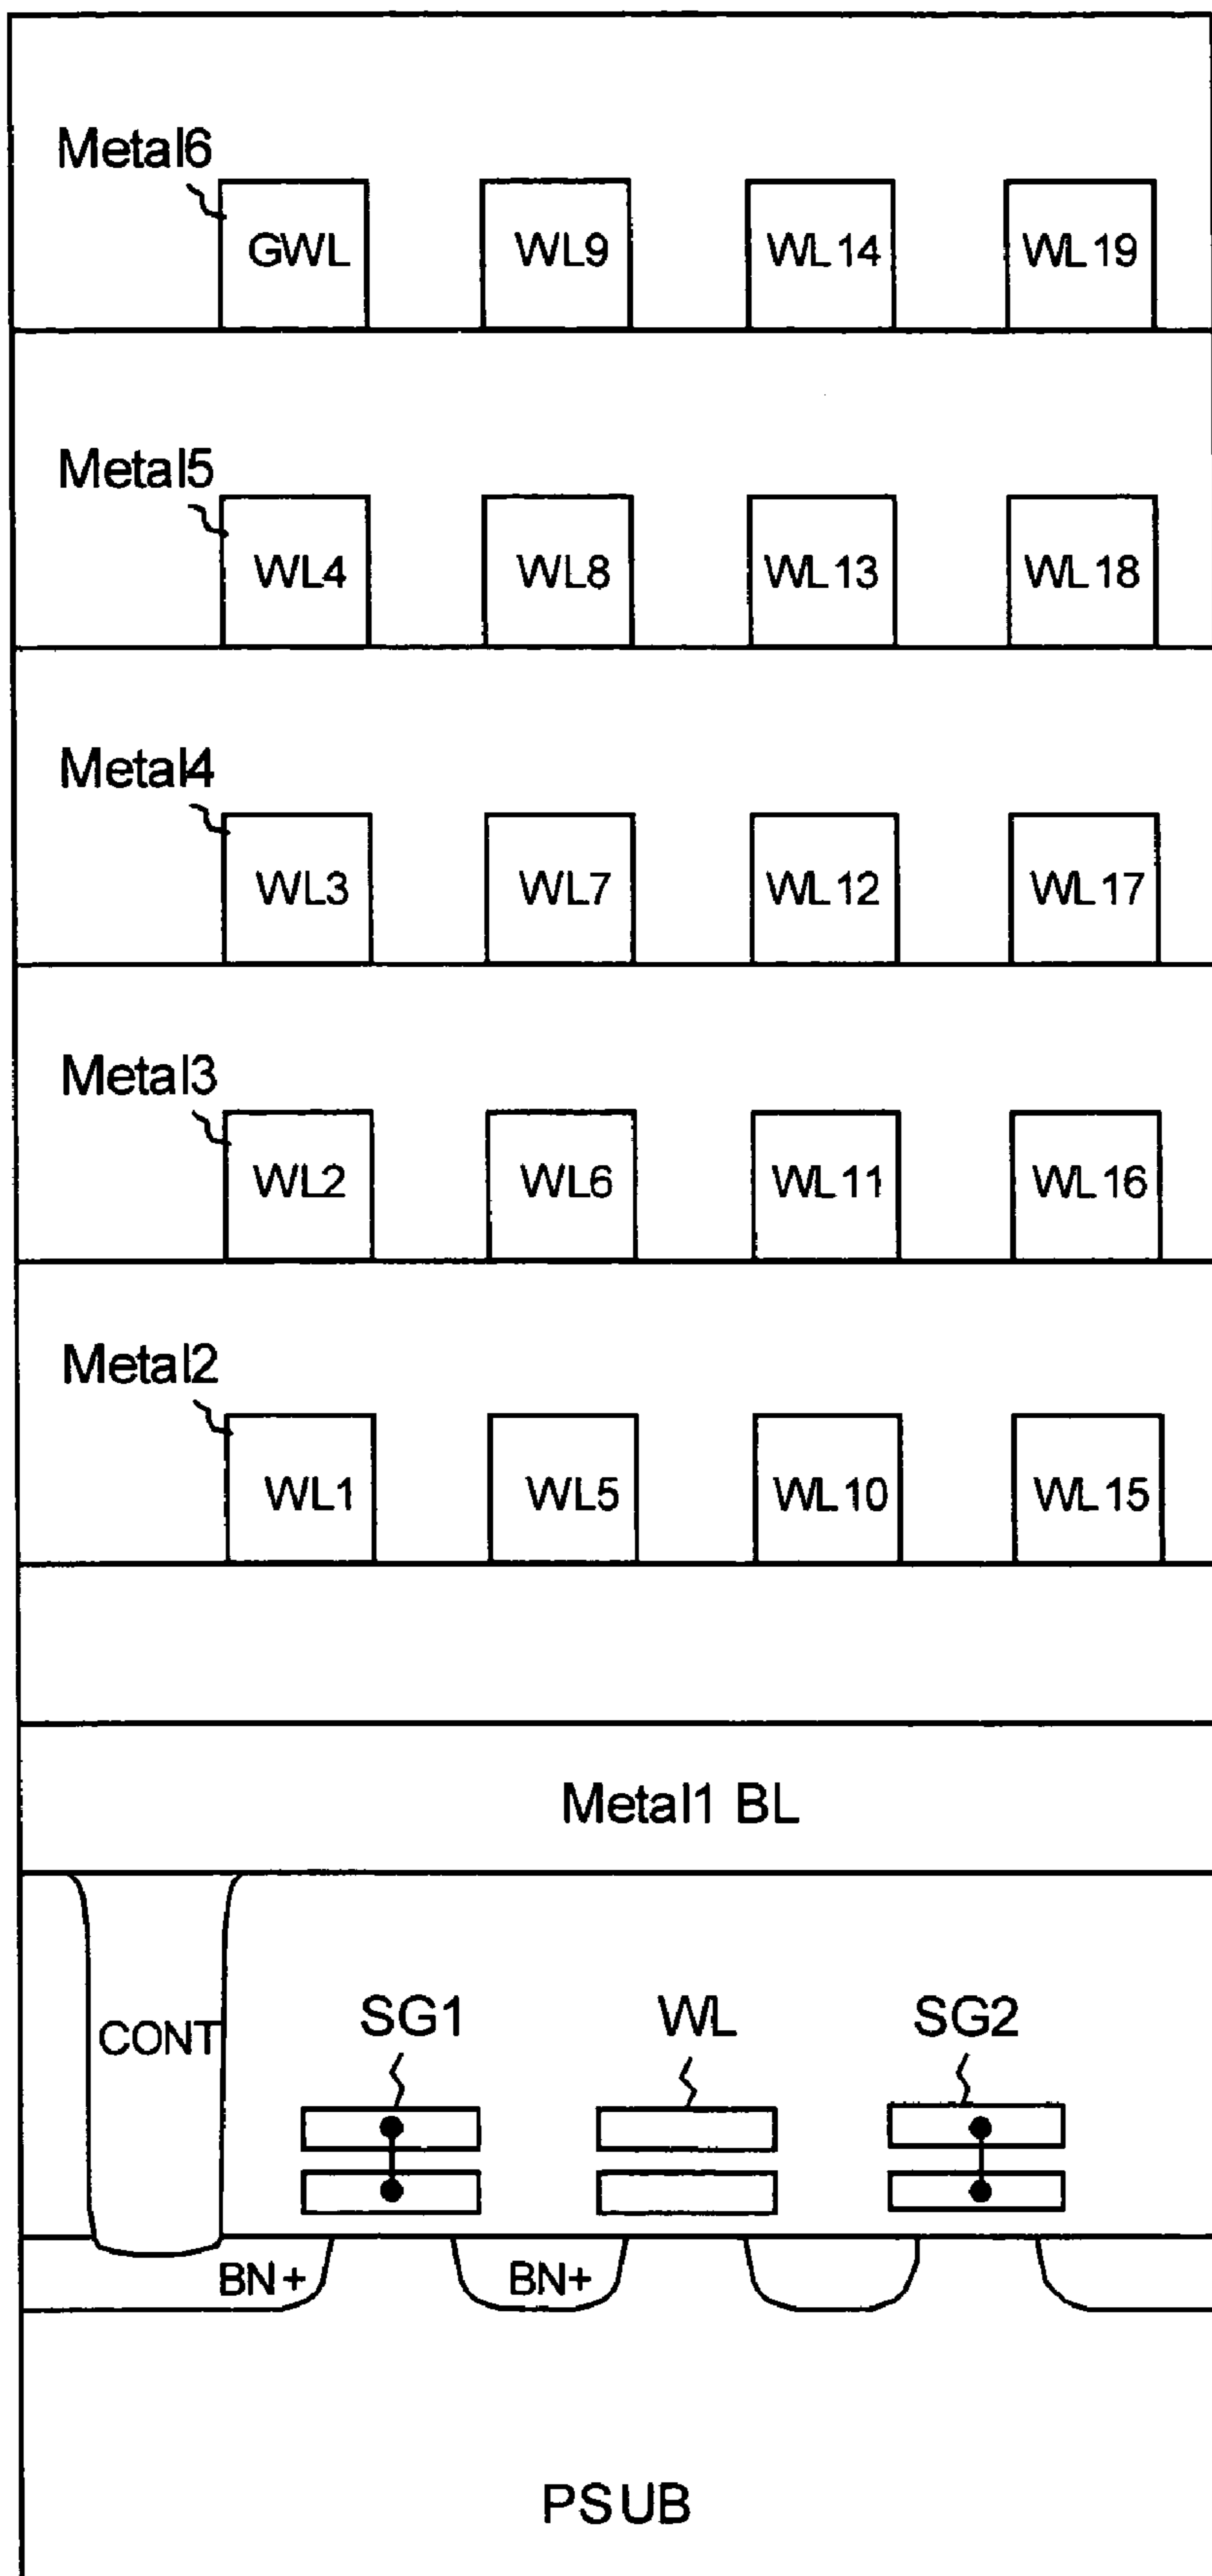 Metal6
GWL WL9 WL14 WL19
Metal5
WL4 WL8 WL13 WL18
Metal4
WL3 WL7 WL12 WL17
Metal3
WL2 WL6 WL11 WL16
Metal2
WL1 WL5 WL10 WL15
Metal1 BL
CONT SG1 WL SG2
BN+ BN+
PSUB